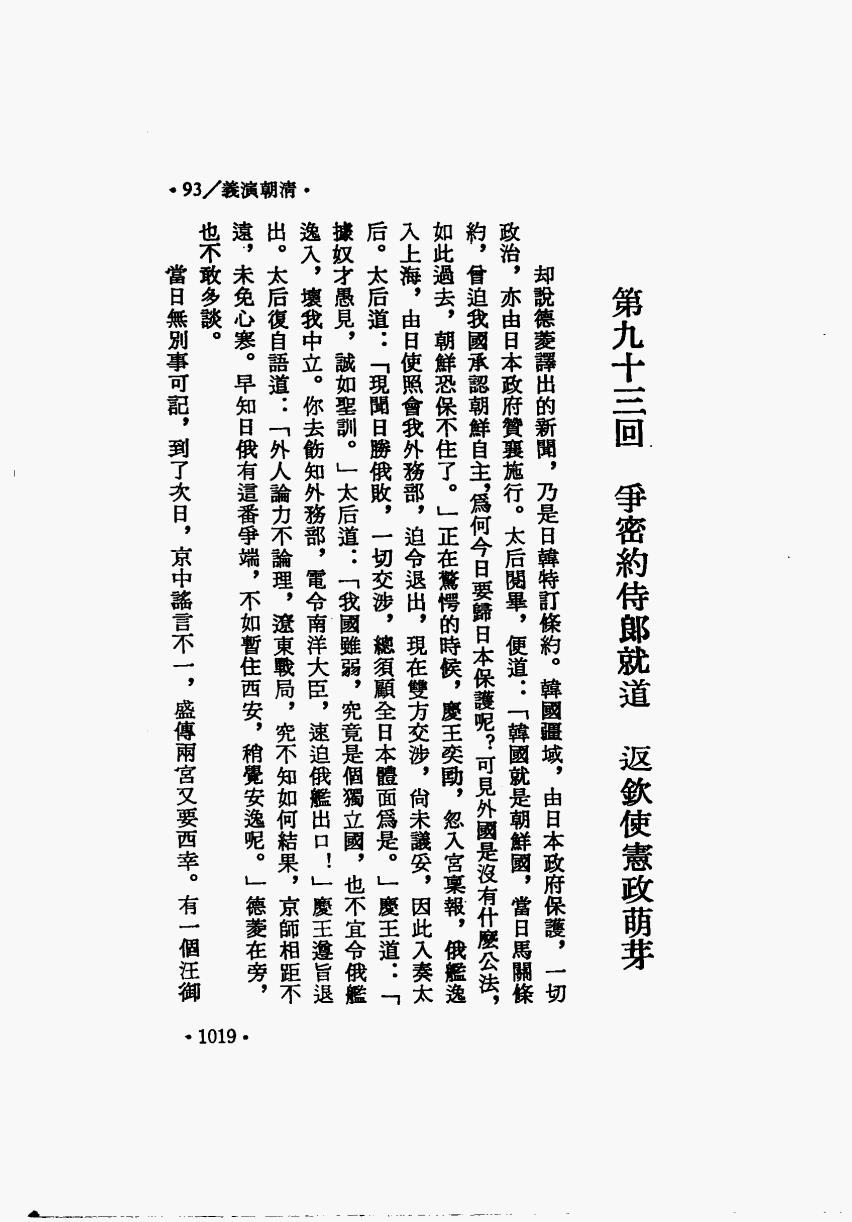 ·清朝演義／93·
第九十三回　爭密約侍郎就道　返欽使憲政萌芽
却說德菱譯出的新聞，乃是日韓特訂條約。韓國疆域，由日本政府保護，一切
政治，亦由日本政府贊襄施行。太后閱畢，便道：「韓國就是朝鮮國，當日馬關條
約，曾迫我國承認朝鮮自主，爲何今日要歸日本保護呢？可見外國是沒有什麼公法，
如此過去，朝鮮恐保不住了。」正在驚愕的時候，慶王奕劻，忽入宮稟報，俄艦逸
入上海，由日使照會我外務部，迫令退出，現在雙方交涉，尙未議妥，因此入奏太
后。太后道：「現聞日勝俄敗，一切交涉，總須顧全日本體面爲是。」慶王道：「
據奴才愚見，誠如聖訓。」太后道：「我國雖弱，究竟是個獨立國，也不宜令俄艦
逸入，壞我中立。你去飭知外務部，電令南洋大臣，速迫俄艦出口！」慶王遵旨退
出。太后復自語道：「外人論力不論理，遼東戰局，究不知如何結果，京師相距不
遠，未免心寒。早知日俄有這番爭端，不如暫住西安，稍覺安逸呢。」德菱在旁，
也不敢多談。
當日無別事可記，到了次日，京中謠言不一，盛傳兩宮又要西幸。有一個汪御
·1019·